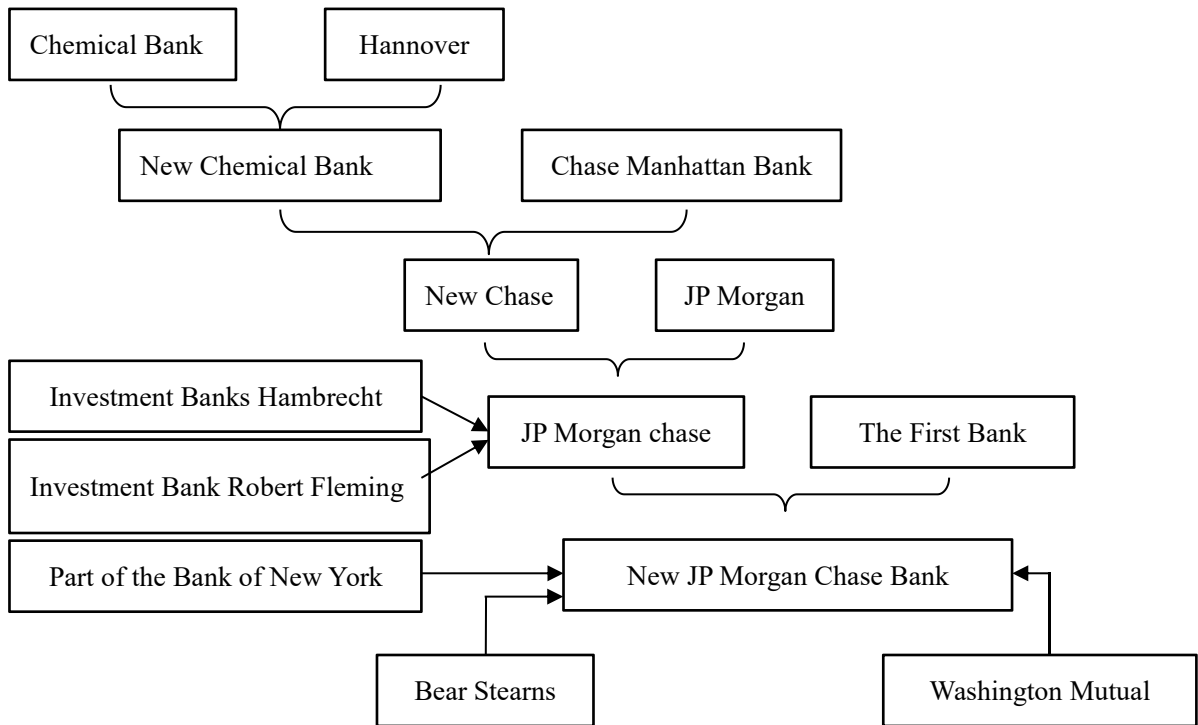 Chemical Bank
Hannover
New Chemical Bank
Chase Manhattan Bank
New Chase
JP Morgan
Investment Banks Hambrecht
JP Morgan chase
The First Bank
Investment Bank Robert Fleming
Part of the Bank of New York
New JP Morgan Chase Bank
Bear Stearns
Washington Mutual